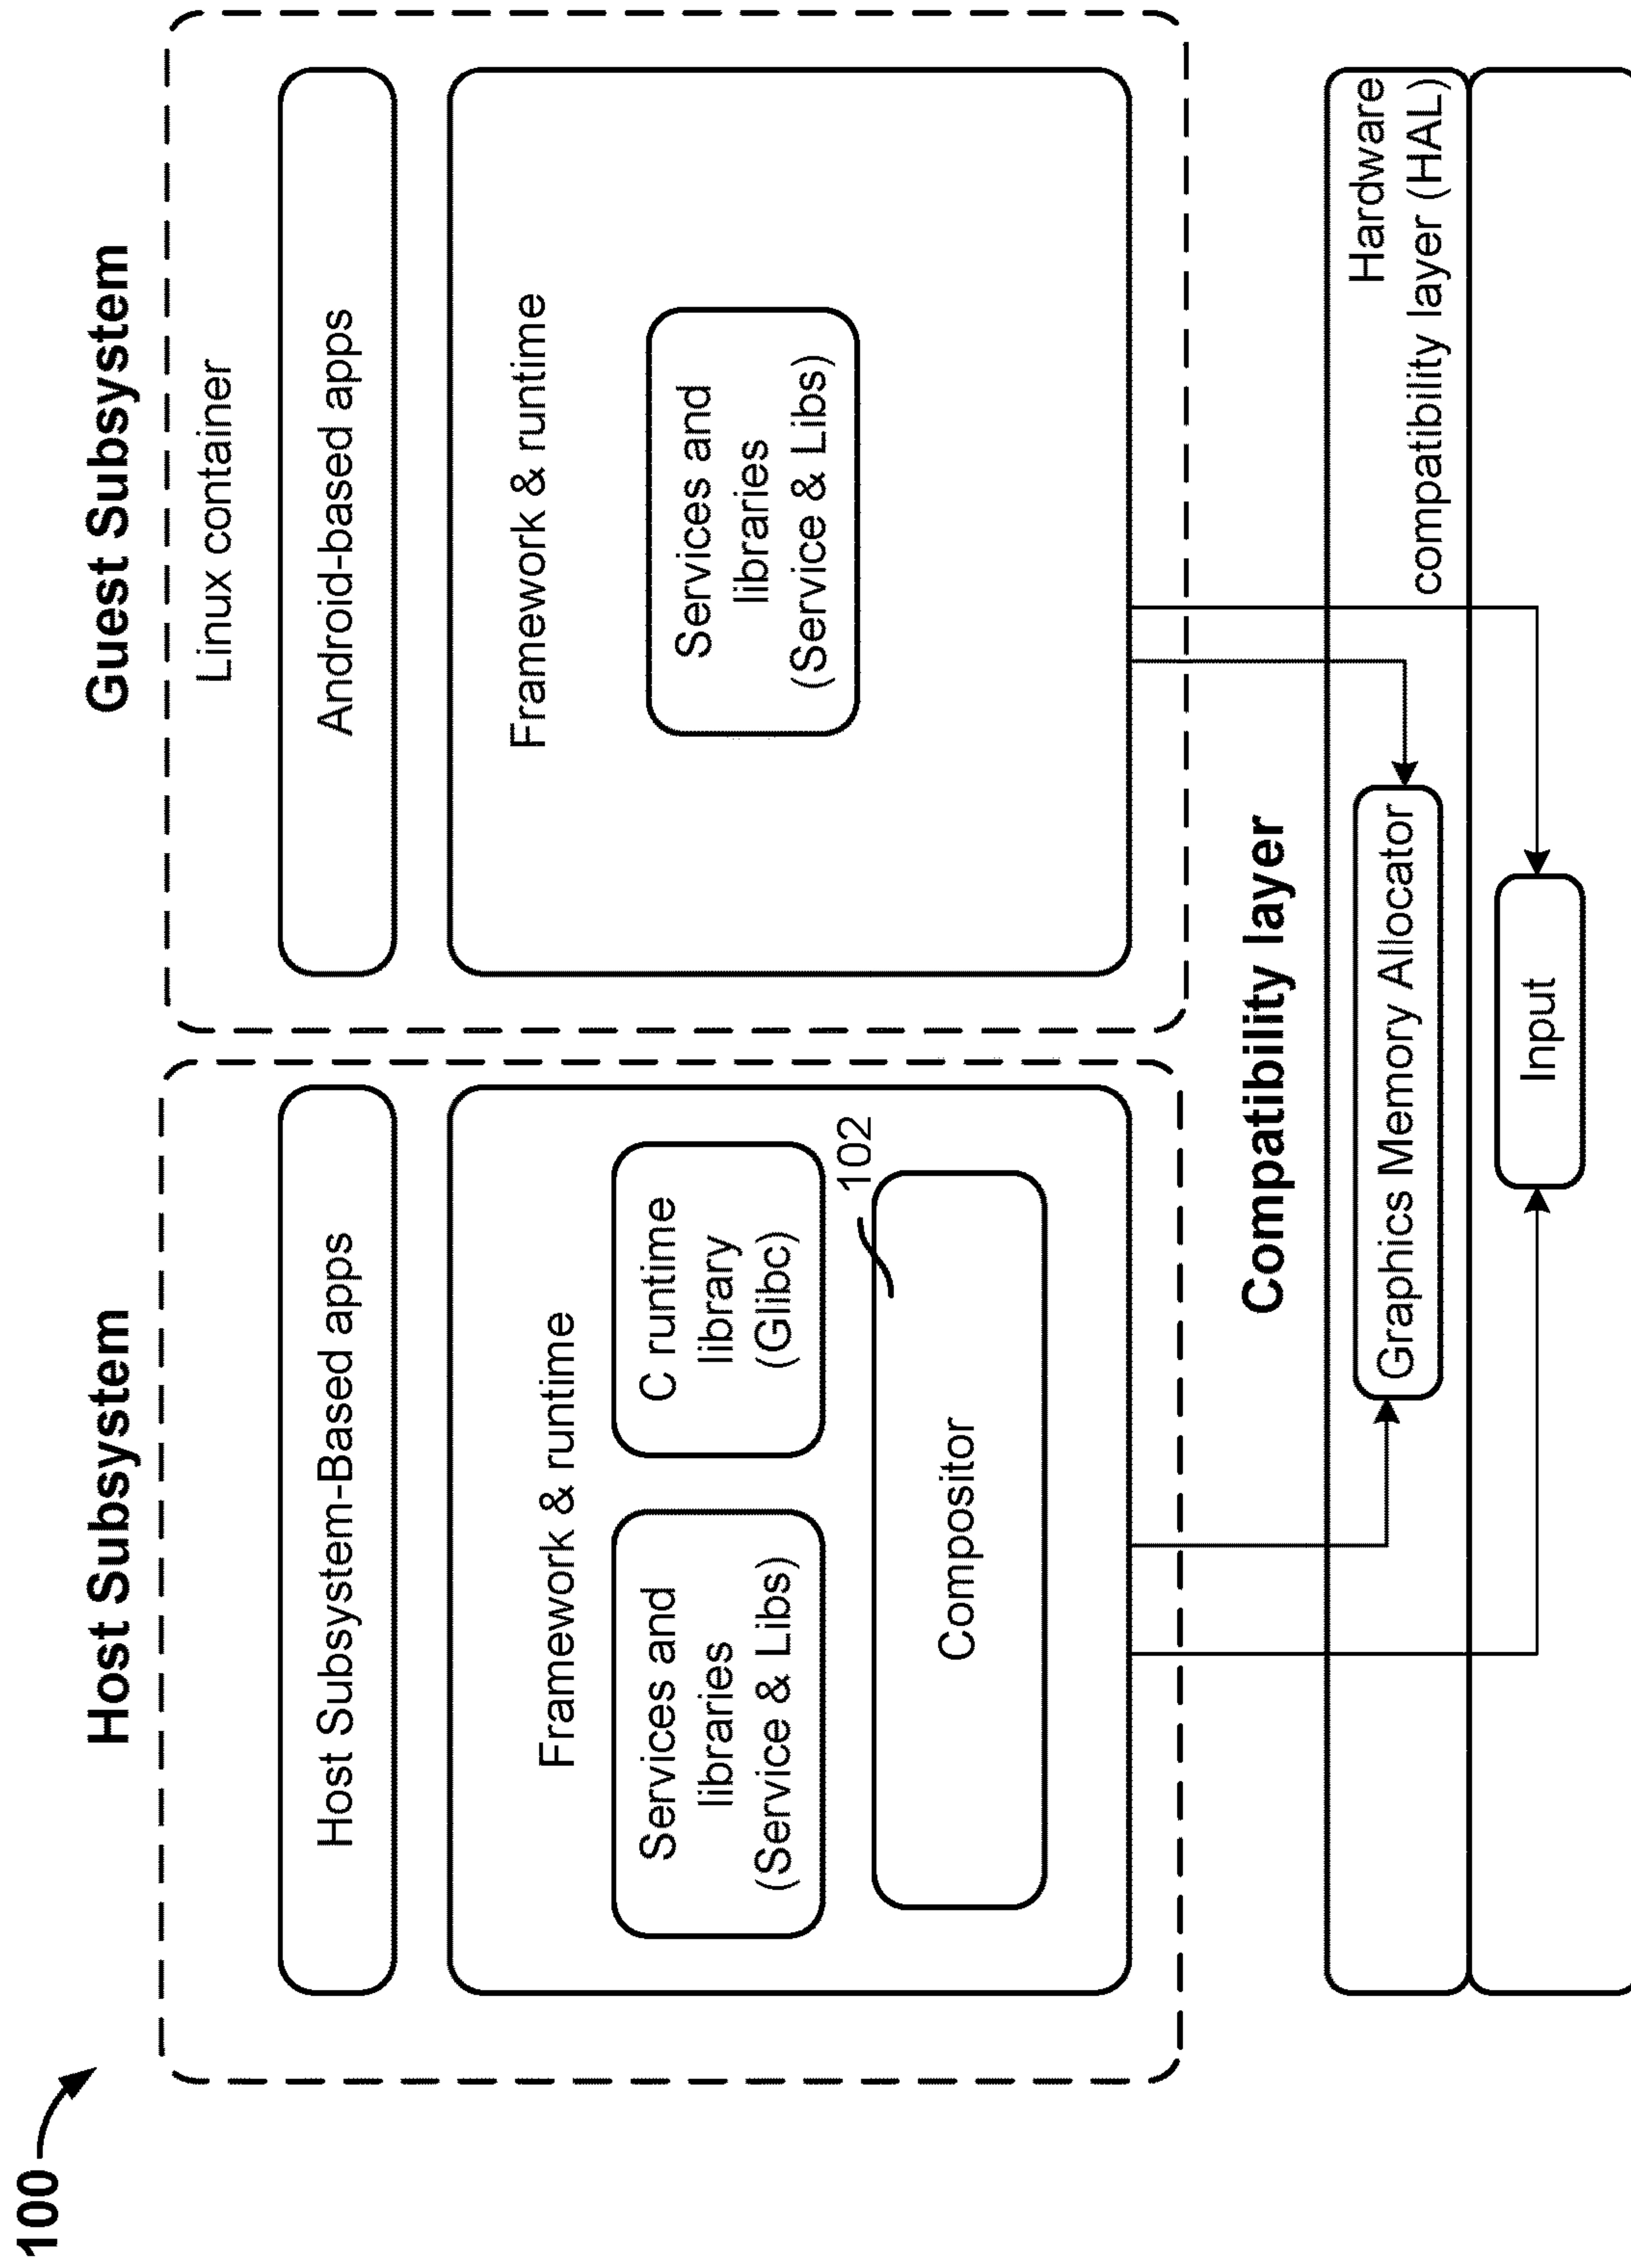 100
Host Subsystem
Host Subsystem-Based apps
Framework & runtime
Services and
libraries
(Service & Libs)
C runtime
library
(Glibc)
102
Compositor
Guest Subsystem
Linux container
Android-based apps
Framework & runtime
Services and
libraries
(Service & Libs)
Compatibility layer
Hardware
compatibility layer (HAL)
Graphics Memory Allocator
Input